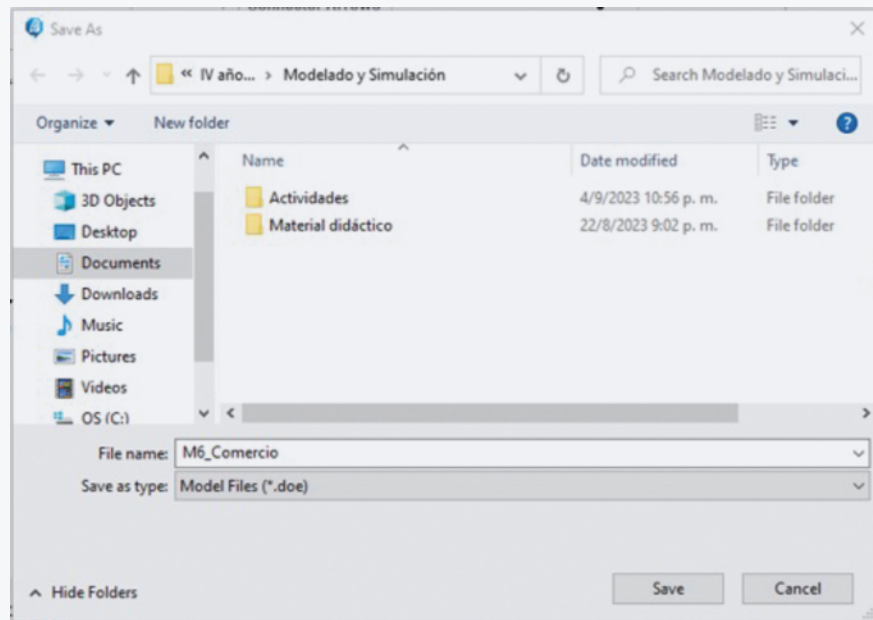 Save As
« IV año... › Modelado y Simulación
Search Modelado y Simulaci...
Organize
New folder
Name Date modified Type
This PC
3D Objects
Desktop
Documents
Downloads
Music
Pictures
Videos
OS (C:)
Actividades 4/9/2023 10:56 p. m. File folder
Material didáctico 22/8/2023 9:02 p. m. File folder
File name: M6_Comercio
Save as type: Model Files (*.doe)
Hide Folders
Save
Cancel